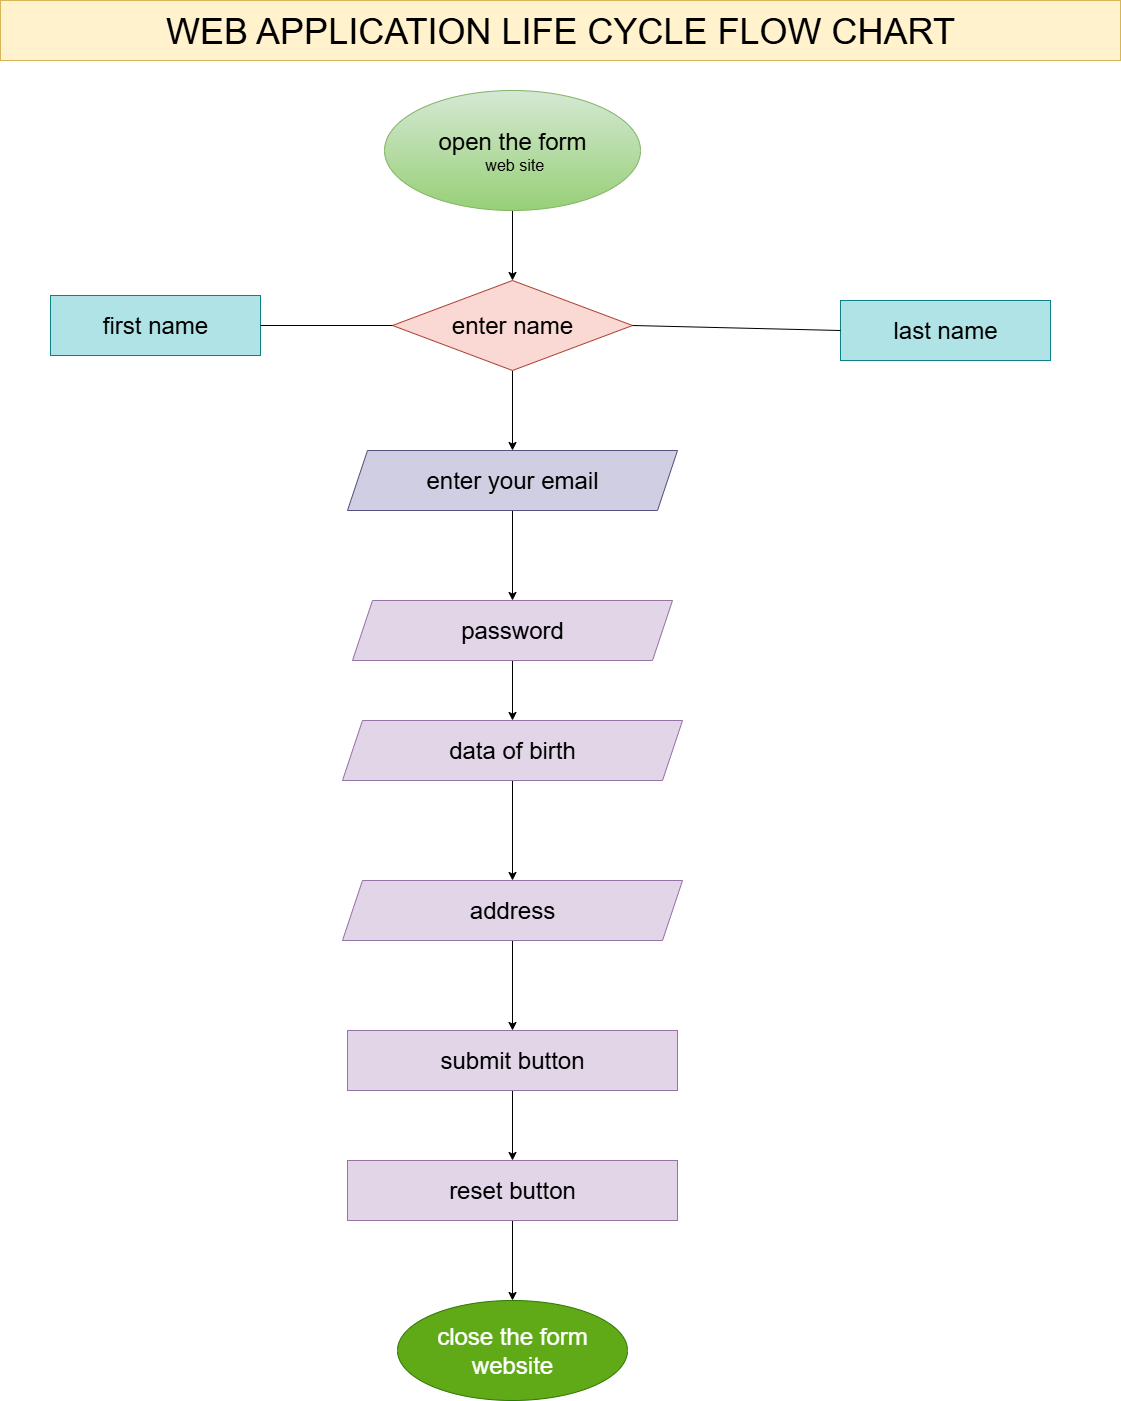 WEB APPLICATION LIFE CYCLE FLOW CHART
open the form
web site
first name
enter name
last name
enter your email
password
data of birth
address
submit button
reset button
close the form
website